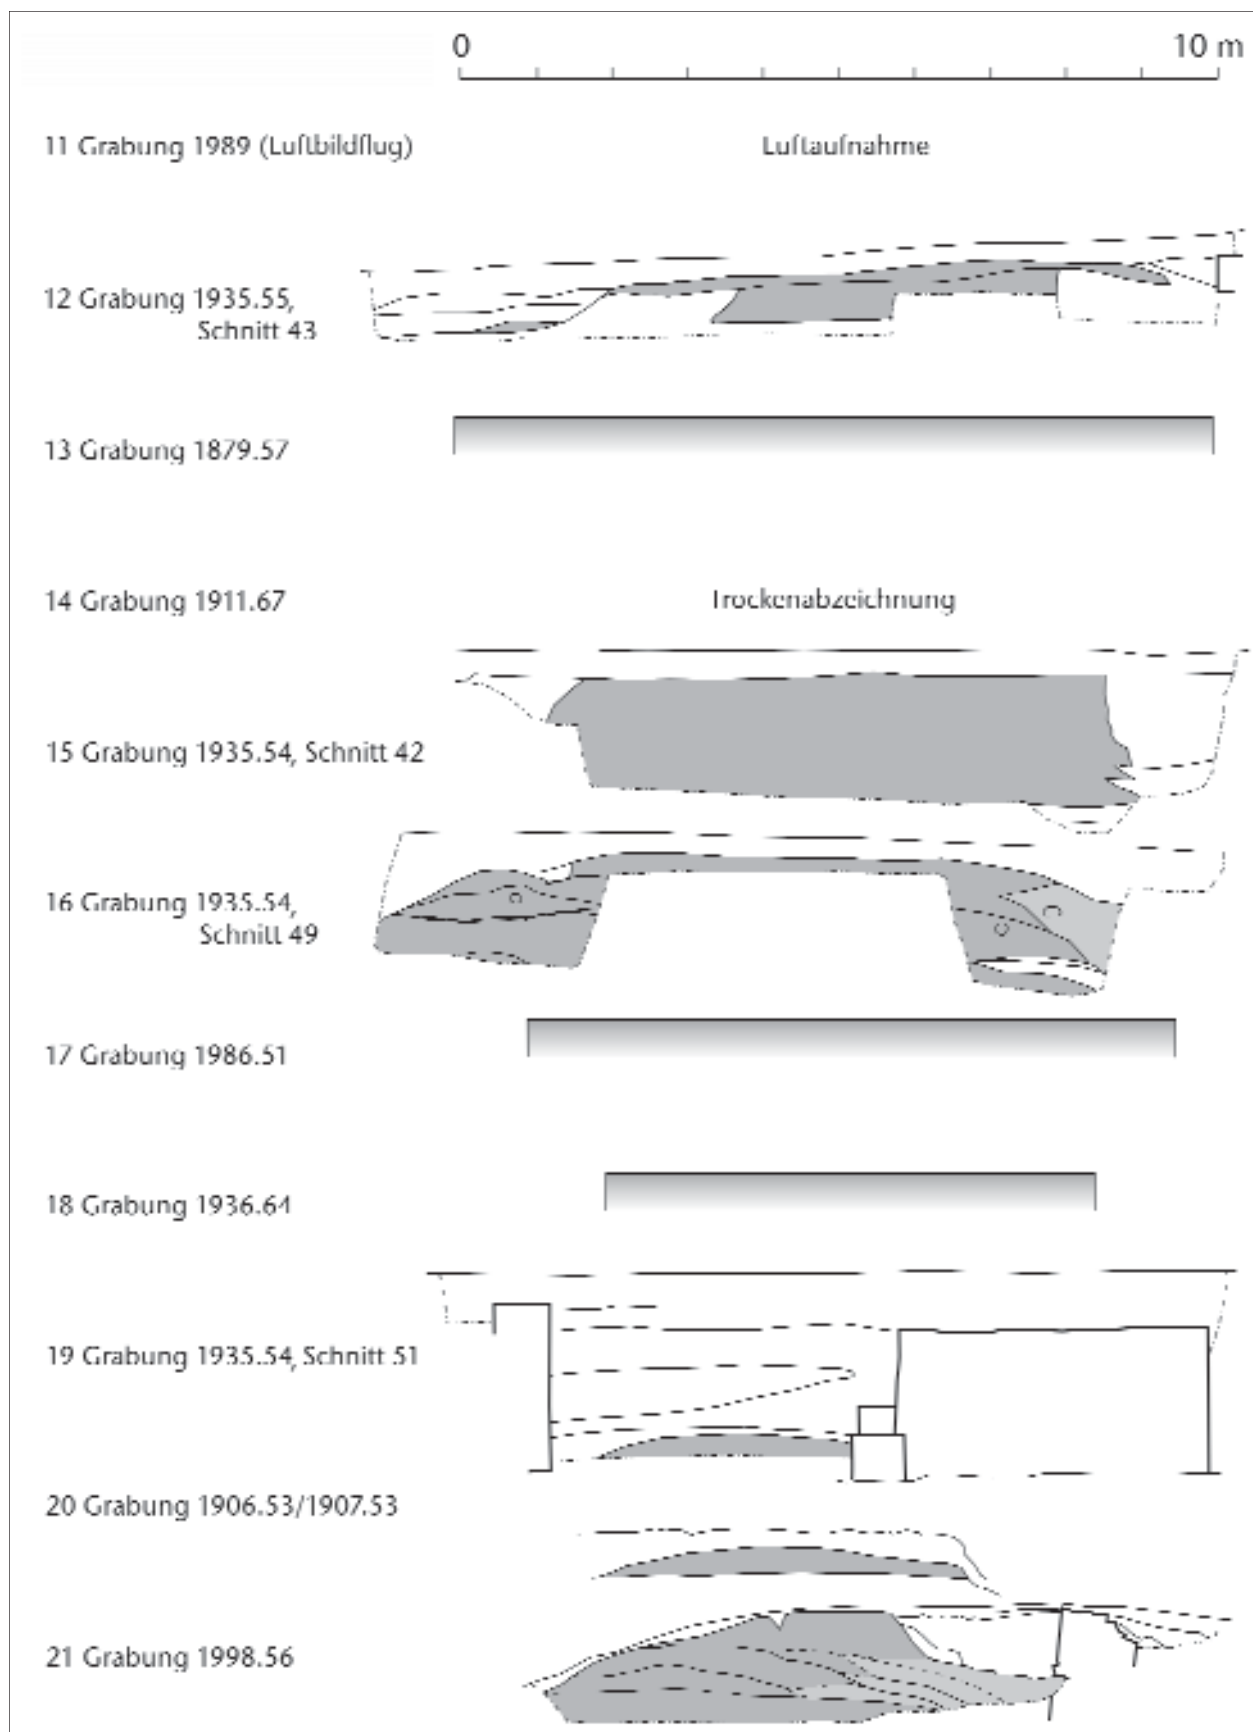 0 10 m
11 Grabung 1989 (Luftbildflug) Luftaufnahme
12 Grabung 1935.55,
Schnitt 43
13 Grabung 1879.57
14 Grabung 1911.67 Trockenabzeichnung
15 Grabung 1935.54, Schnitt 42
16 Grabung 1935.54,
Schnitt 49
17 Grabung 1986.51
18 Grabung 1936.64
19 Grabung 1935.54, Schnitt 51
20 Grabung 1906.53/1907.53
21 Grabung 1998.56